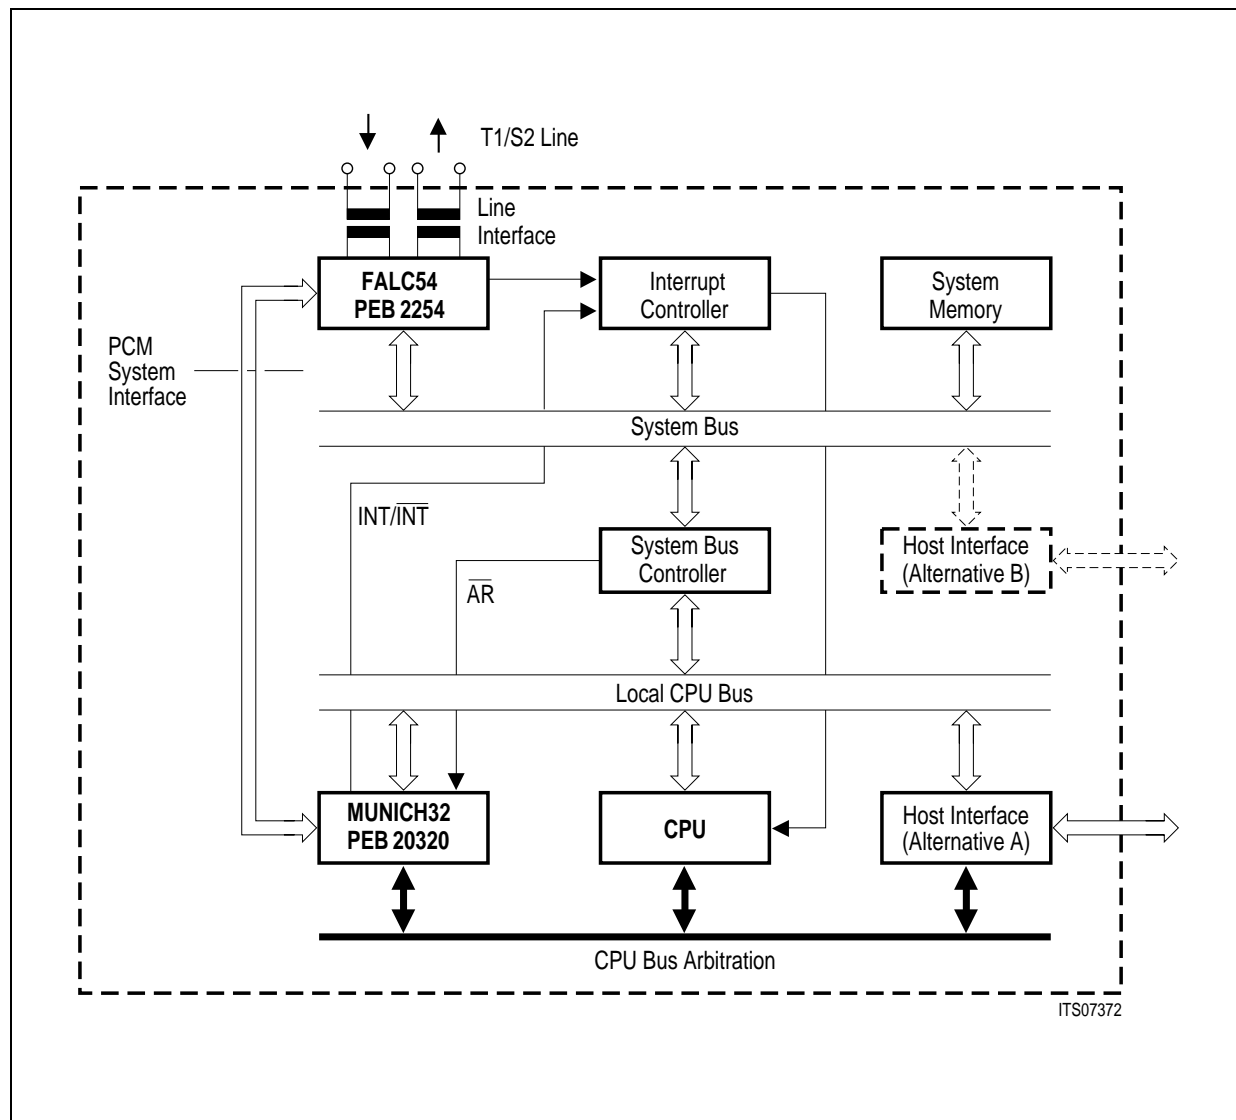 T1/S2 Line
Line
Interface
FALC54
PEB 2254
Interrupt
Controller
System
Memory
PCM
System
Interface
System Bus
INT/I̅N̅T̅
System Bus
Controller
Host Interface
(Alternative B)
A̅R̅
Local CPU Bus
MUNICH32
PEB 20320
CPU
Host Interface
(Alternative A)
CPU Bus Arbitration
ITS07372